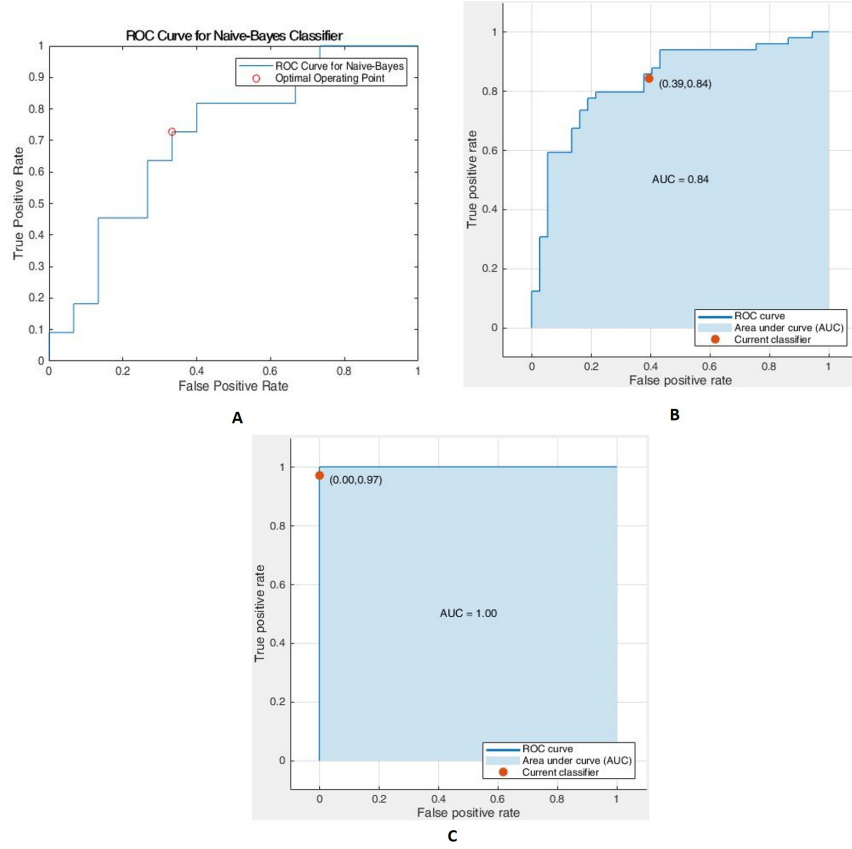 ROC Curve for Naive-Bayes Classifier
1
0.9
0.8
0.7
0.6
0.5
0.4
0.3
0.2
0.1
0
True Positive Rate
ROC Curve for Naive-Bayes
Optimal Operating Point
0 0.2 0.4 0.6 0.8 1
False Positive Rate
A
1
0.8
0.6
0.4
0.2
0
True positive rate
(0.39,0.84)
AUC = 0.84
ROC curve
Area under curve (AUC)
Current classifier
0 0.2 0.4 0.6 0.8 1
False positive rate
B
1
0.8
0.6
0.4
0.2
0
True positive rate
(0.00,0.97)
AUC = 1.00
ROC curve
Area under curve (AUC)
Current classifier
0 0.2 0.4 0.6 0.8 1
False positive rate
C